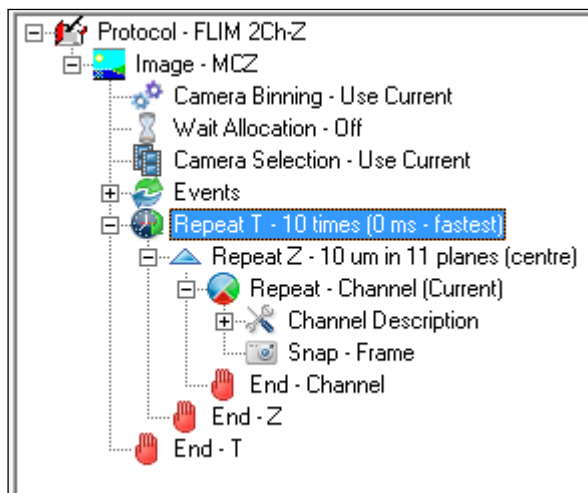 Protocol - FLIM 2Ch-Z
Image - MCZ
Camera Binning - Use Current
Wait Allocation - Off
Camera Selection - Use Current
Events
Repeat T - 10 times (0 ms - fastest)
Repeat Z - 10 um in 11 planes (centre)
Repeat - Channel (Current)
Channel Description
Snap - Frame
End - Channel
End - Z
End - T